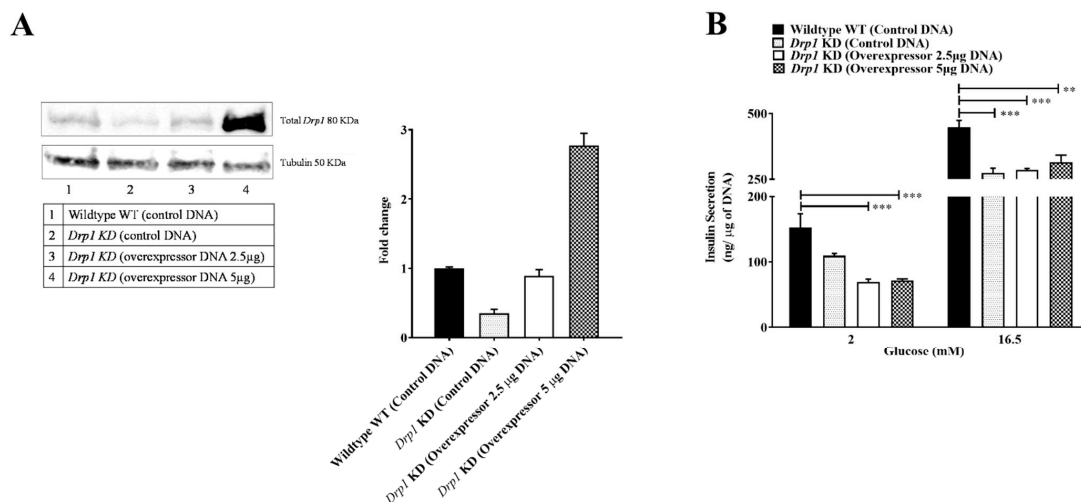 A
Total Drp1 80 KDa
Tubulin 50 KDa
1 2 3 4
1 Wildtype WT (control DNA)
2 Drp1 KD (control DNA)
3 Drp1 KD (overexpressor DNA 2.5µg)
4 Drp1 KD (overexpressor DNA 5µg)
Fold change
3
2
1
0
Wildtype WT (Control DNA)
Drp1 KD (Control DNA)
Drp1 KD (Overexpressor 2.5 µg DNA)
Drp1 KD (Overexpressor 5 µg DNA)
B
Wildtype WT (Control DNA)
Drp1 KD (Control DNA)
Drp1 KD (Overexpressor 2.5µg DNA)
Drp1 KD (Overexpressor 5µg DNA)
Insulin Secretion
(ng/ µg of DNA)
500
250
200
100
0
***
***
**
***
***
2 16.5
Glucose (mM)